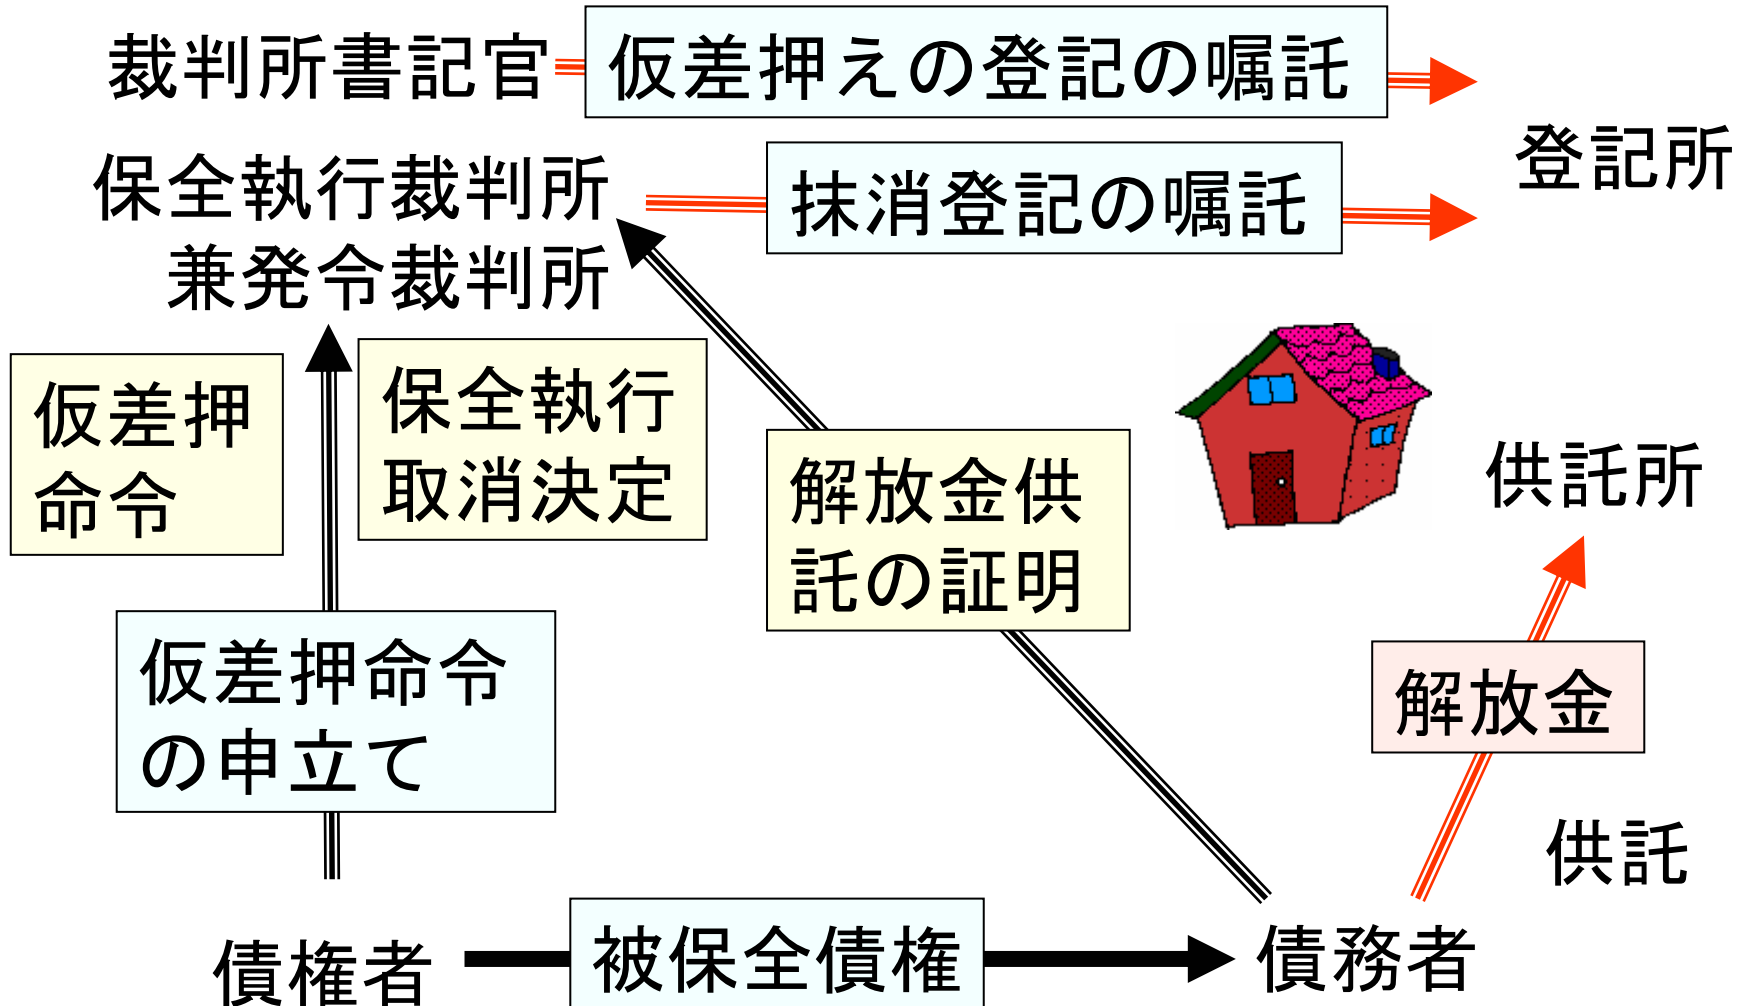 裁判所書記官
仮差押えの登記の嘱託
登記所
保全執行裁判所
兼発令裁判所
抹消登記の嘱託
仮差押
命令
保全執行
取消決定
解放金供
託の証明
供託所
仮差押命令
の申立て
解放金
供託
債権者
被保全債権
債務者